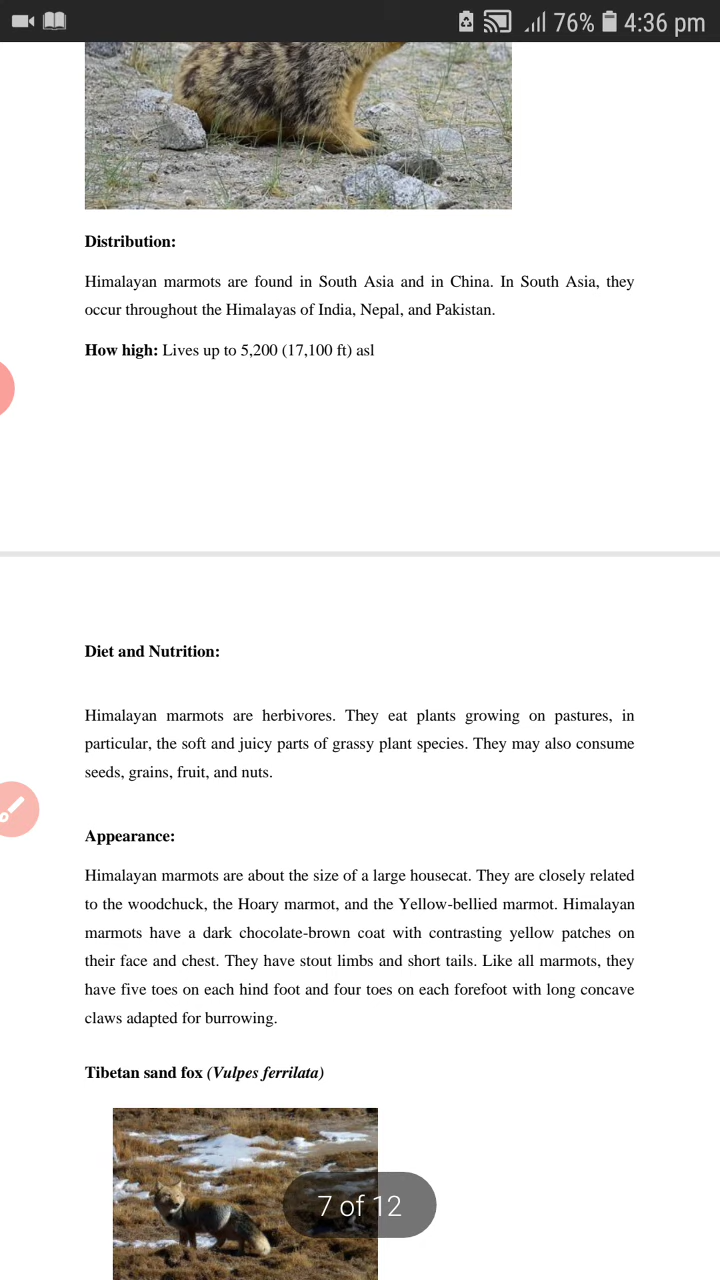 76% 4:36 pm
Distribution:
Himalayan marmots are found in South Asia and in China. In South Asia, they
occur throughout the Himalayas of India, Nepal, and Pakistan.
How high: Lives up to 5,200 (17,100 ft) asl
Diet and Nutrition:
Himalayan marmots are herbivores. They eat plants growing on pastures, in
particular, the soft and juicy parts of grassy plant species. They may also consume
seeds, grains, fruit, and nuts.
Appearance:
Himalayan marmots are about the size of a large housecat. They are closely related
to the woodchuck, the Hoary marmot, and the Yellow-bellied marmot. Himalayan
marmots have a dark chocolate-brown coat with contrasting yellow patches on
their face and chest. They have stout limbs and short tails. Like all marmots, they
have five toes on each hind foot and four toes on each forefoot with long concave
claws adapted for burrowing.
Tibetan sand fox (Vulpes ferrilata)
7 of 12